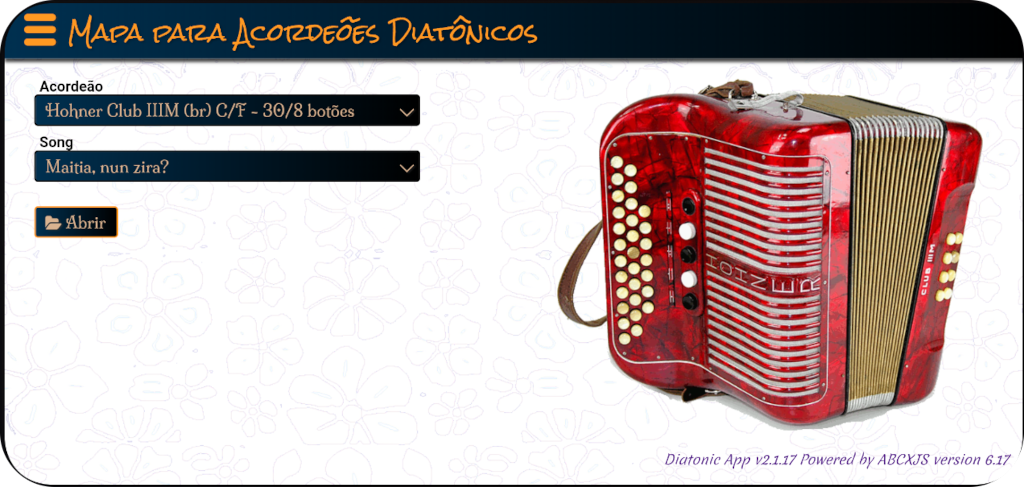 Mapa para Acordeões Diatônicos
Acordeão
Hohner Club IIIM (br) C/F - 30/8 botões
Song
Maitia, nun zira?
Abrir
HOHNER
CLUB IIIM
Diatonic App v2.1.17 Powered by ABCXJS version 6.17